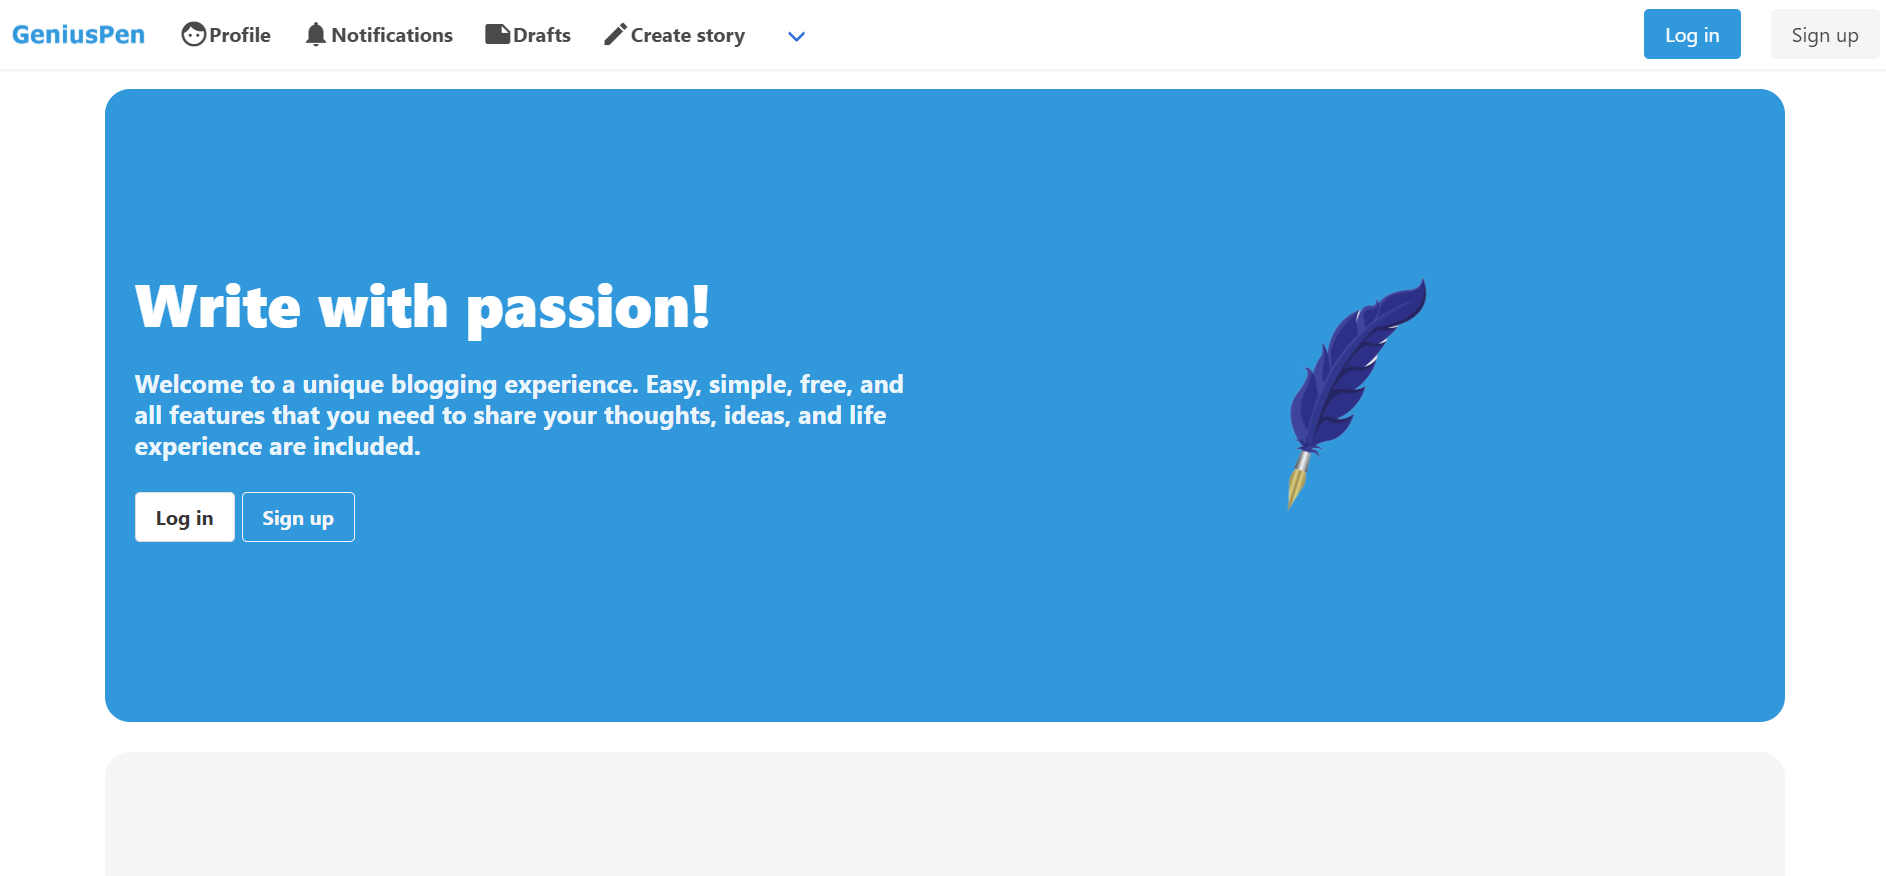 GeniusPen Profile Notifications Drafts Create story Log in Sign up
Write with passion!
Welcome to a unique blogging experience. Easy, simple, free, and
all features that you need to share your thoughts, ideas, and life
experience are included.
Log in Sign up